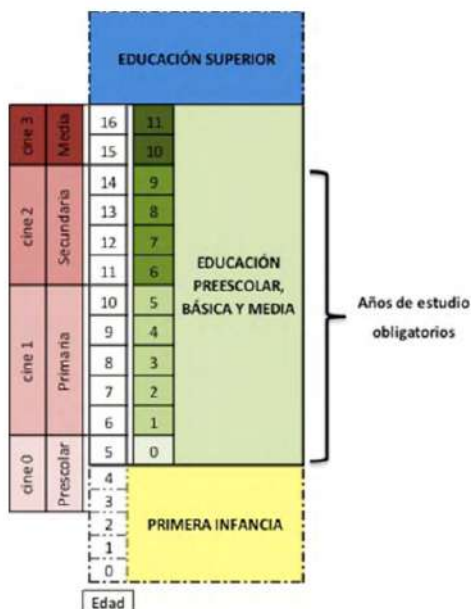 EDUCACIÓN SUPERIOR
cine 3
Media
16
11
15
10
cine 2
Secundaria
14
9
13
8
12
7
11
6
EDUCACIÓN
PREESCOLAR,
BÁSICA Y MEDIA
Años de estudio
obligatorios
cine 1
Primaria
10
5
9
4
8
3
7
2
6
1
cine 0
Prescolar
5
0
4
3
2
1
0
PRIMERA INFANCIA
Edad